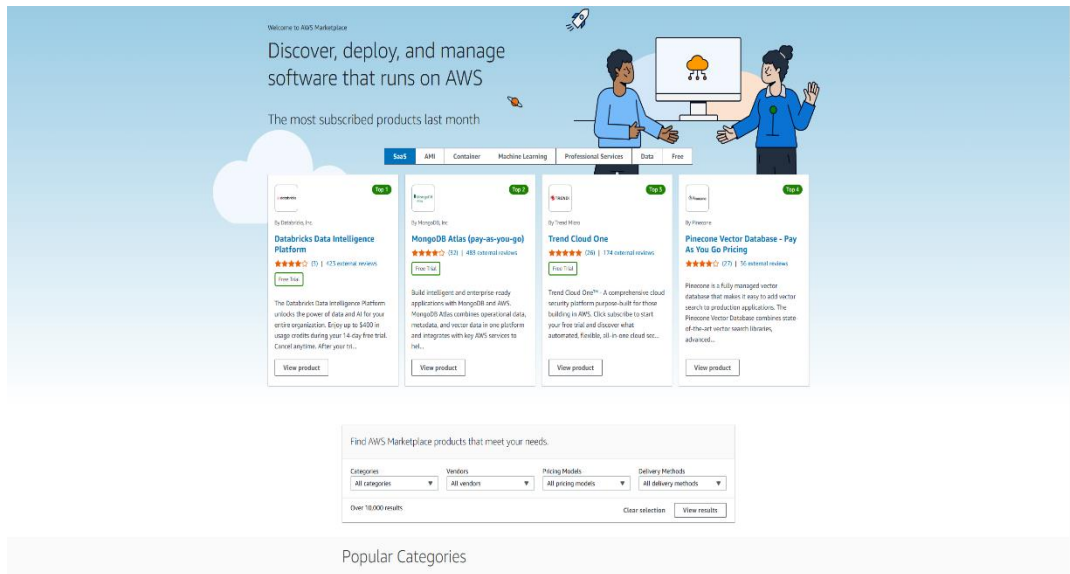 Welcome to AWS Marketplace
Discover, deploy, and manage
software that runs on AWS
The most subscribed products last month
SaaS AMI Container Machine Learning Professional Services Data Free
Top 1
databricks
By Databricks, Inc.
Databricks Data Intelligence
Platform
(5) | 423 external reviews
Free Trial
The Databricks Data Intelligence Platform
unlocks the power of data and AI for your
entire organization. Enjoy up to $400 in
usage credits during your 14-day free trial.
Cancel anytime. After your tri...
View product
Top 2
MongoDB
By MongoDB, Inc
MongoDB Atlas (pay-as-you-go)
(32) | 483 external reviews
Free Trial
Build intelligent and enterprise ready
applications with MongoDB and AWS.
MongoDB Atlas combines operational data,
metadata, and vector data in one platform
and integrates with key AWS services to
hel...
View product
Top 3
TREND
By Trend Micro
Trend Cloud One
(26) | 174 external reviews
Free Trial
Trend Cloud One™ - A comprehensive cloud
security platform purpose-built for those
building in AWS. Click subscribe to start
your free trial and discover what
automated, flexible, all-in-one cloud sec...
View product
Top 4
Pinecone
By Pinecone
Pinecone Vector Database - Pay
As You Go Pricing
(27) | 56 external reviews
Pinecone is a fully managed vector
database that makes it easy to add vector
search to production applications. The
Pinecone Vector Database combines state-
of-the-art vector search libraries,
advanced...
View product
Find AWS Marketplace products that meet your needs.
Categories Vendors Pricing Models Delivery Methods
All categories All vendors All pricing models All delivery methods
Over 10,000 results Clear selection View results
Popular Categories